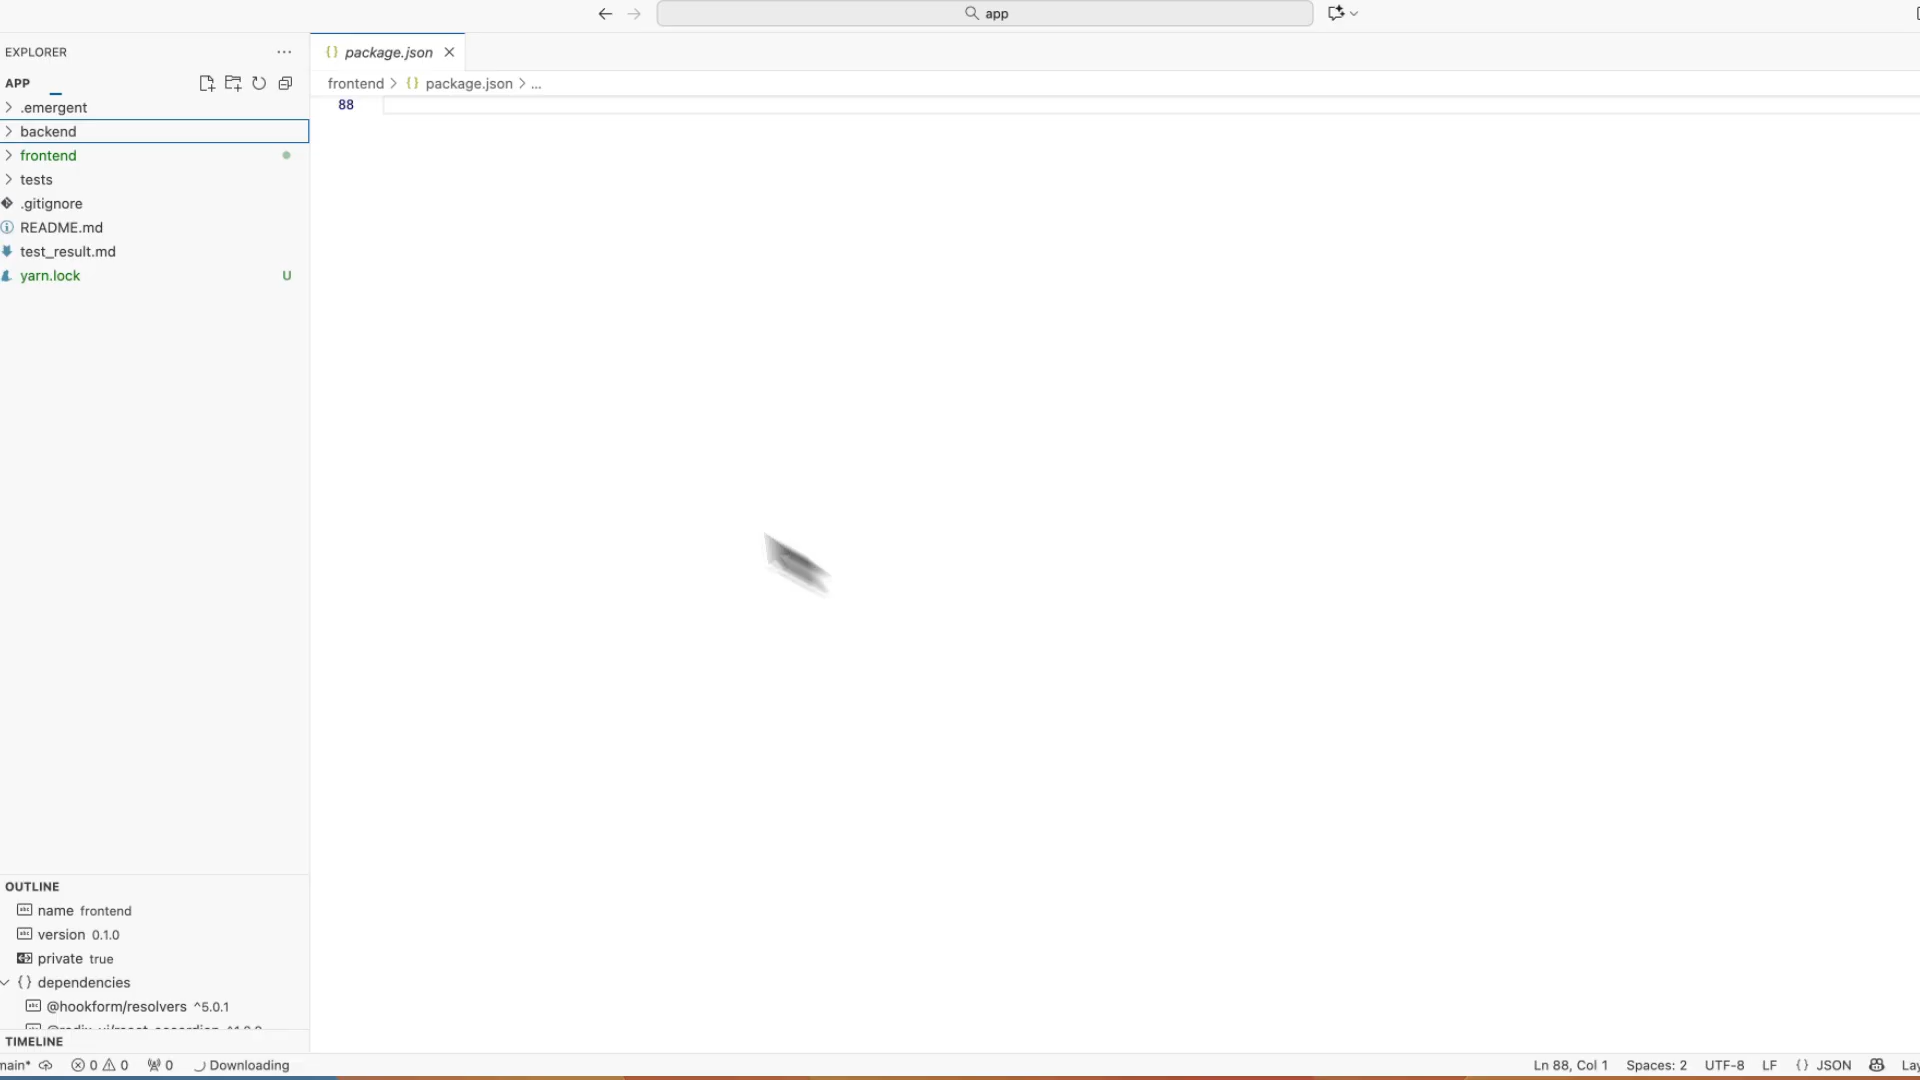 app
EXPLORER
package.json
APP
frontend > package.json > ...
.emergent
88
backend
frontend
tests
.gitignore
README.md
test_result.md
yarn.lock U
OUTLINE
name frontend
version 0.1.0
private true
{} dependencies
@hookform/resolvers ^5.0.1
TIMELINE
main* 0 0 0 Downloading Ln 88, Col 1 Spaces: 2 UTF-8 LF {} JSON